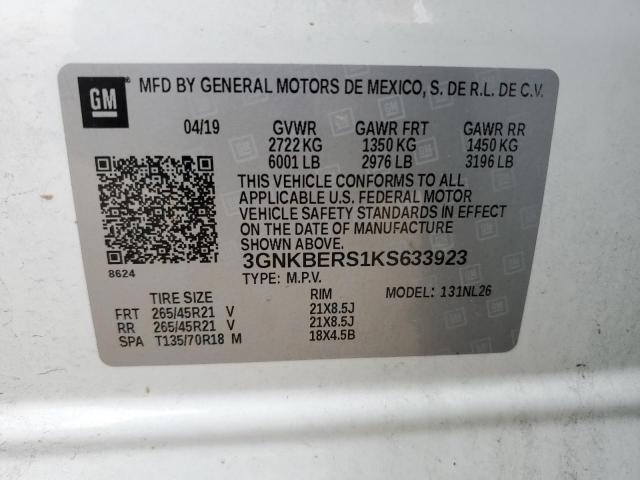 GM MFD BY GENERAL MOTORS DE MEXICO, S. DE R.L. DE C.V.
04/19 GVWR GAWR FRT GAWR RR
2722 KG 1350 KG 1450 KG
6001 LB 2976 LB 3196 LB
THIS VEHICLE CONFORMS TO ALL
APPLICABLE U.S. FEDERAL MOTOR
VEHICLE SAFETY STANDARDS IN EFFECT
ON THE DATE OF MANUFACTURE
SHOWN ABOVE.
8624
3GNKBERS1KS633923
TYPE: M.P.V. MODEL: 131NL26
TIRE SIZE RIM
FRT 265/45R21 V 21X8.5J
RR 265/45R21 V 21X8.5J
SPA T135/70R18 M 18X4.5B